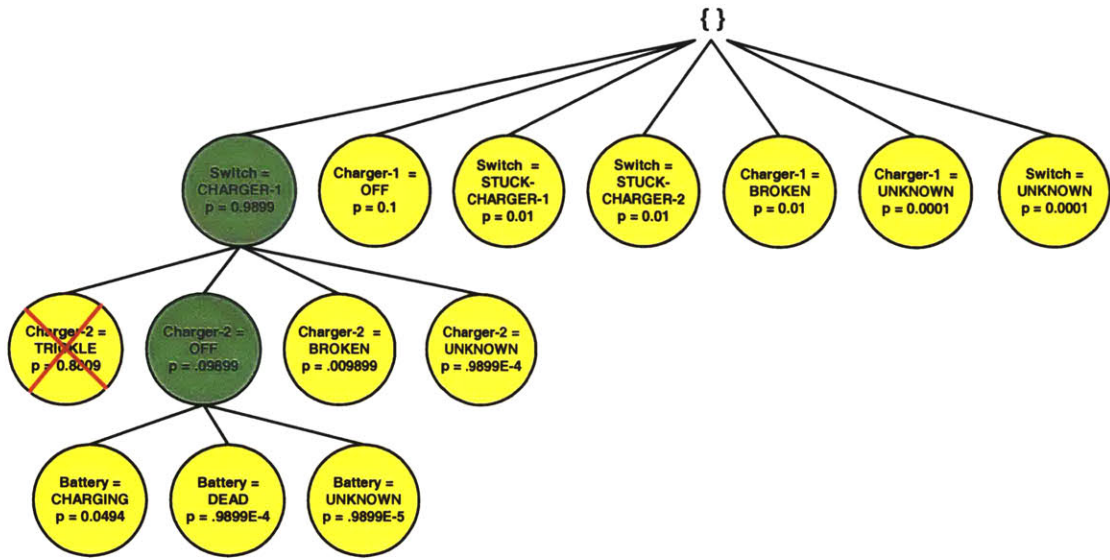 { }
Switch =
CHARGER-1
p = 0.9899
Charger-1 =
OFF
p = 0.1
Switch =
STUCK-
CHARGER-1
p = 0.01
Switch =
STUCK-
CHARGER-2
p = 0.01
Charger-1 =
BROKEN
p = 0.01
Charger-1 =
UNKNOWN
p = 0.0001
Switch =
UNKNOWN
p = 0.0001
Charger-2 =
TRICKLE
p = 0.8809
Charger-2 =
OFF
p = .09899
Charger-2 =
BROKEN
p = .009899
Charger-2 =
UNKNOWN
p = .9899E-4
Battery =
CHARGING
p = 0.0494
Battery =
DEAD
p = .9899E-4
Battery =
UNKNOWN
p = .9899E-5